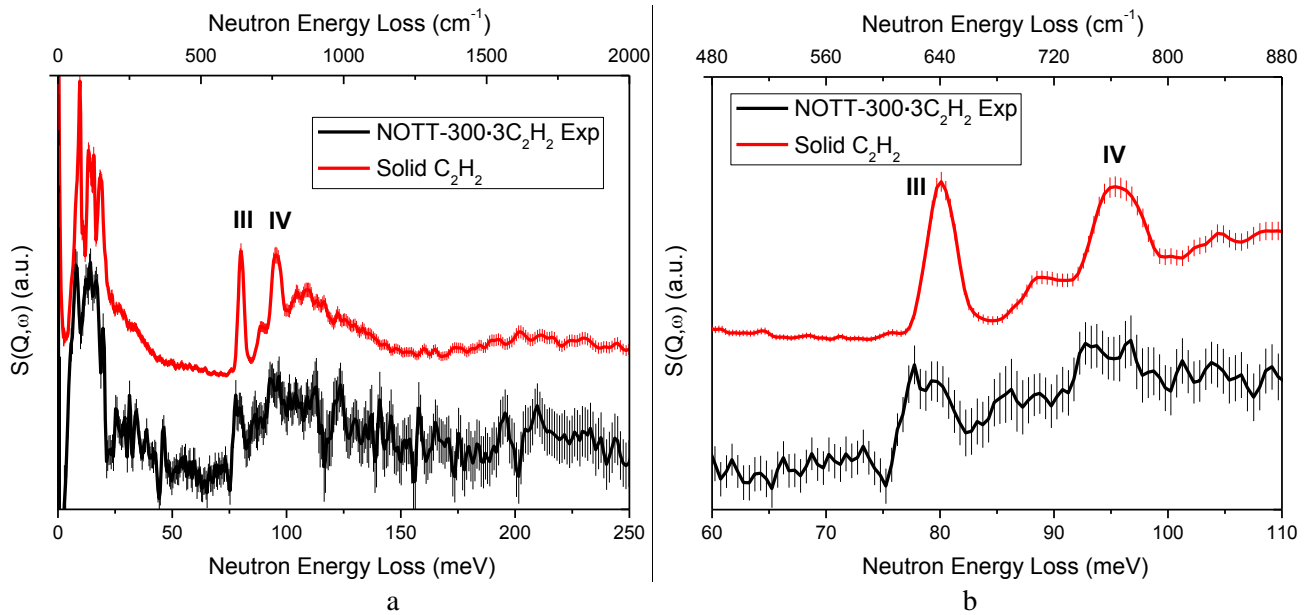 Neutron Energy Loss (cm⁻¹)
0 500 1000 1500 2000
NOTT-300·3C₂H₂ Exp
Solid C₂H₂
III IV
S(Q,ω) (a.u.)
0 50 100 150 200 250
Neutron Energy Loss (meV)
a
Neutron Energy Loss (cm⁻¹)
480 560 640 720 800 880
NOTT-300·3C₂H₂ Exp
Solid C₂H₂
III IV
S(Q,ω) (a.u.)
60 70 80 90 100 110
Neutron Energy Loss (meV)
b